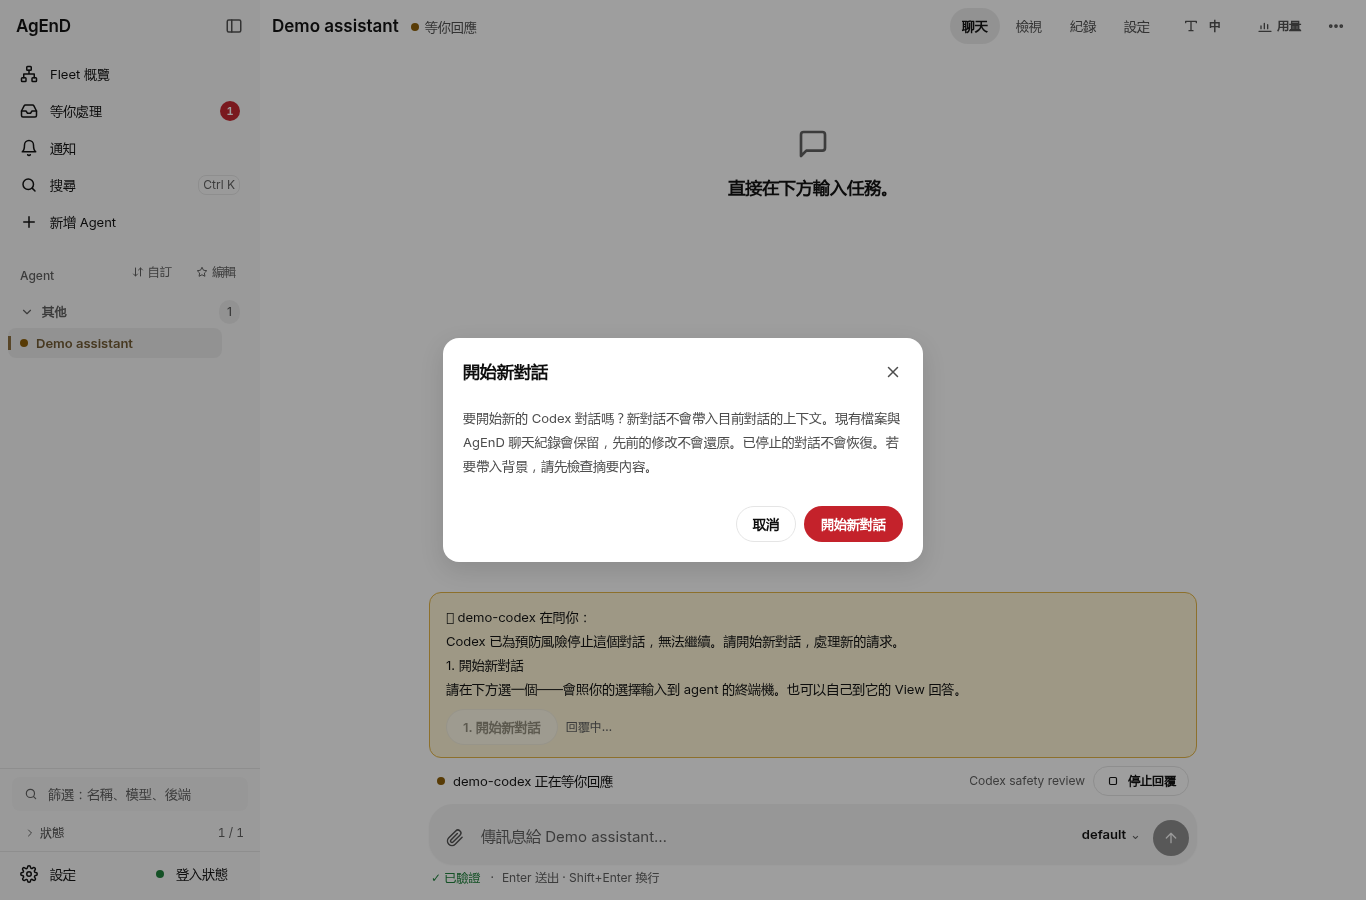 AgEnD
Fleet 概覽
等你處理 1
通知
搜尋 Ctrl K
新增 Agent
Agent 自訂 編輯
其他 1
Demo assistant
篩選：名稱、模型、後端
狀態 1 / 1
設定 登入狀態
Demo assistant 等你回應
聊天 檢視 紀錄 設定 T 中 用量 •••
直接在下方輸入任務。
開始新對話
要開始新的 Codex 對話嗎？新對話不會帶入目前對話的上下文。現有檔案與
AgEnD 聊天紀錄會保留，先前的修改不會還原。已停止的對話不會恢復。若
要帶入背景，請先檢查摘要內容。
取消 開始新對話
demo-codex 在問你：
Codex 已為預防風險停止這個對話，無法繼續。請開始新對話，處理新的請求。
1. 開始新對話
請在下方選一個——會照你的選擇輸入到 agent 的終端機。也可以自己到它的 View 回答。
1. 開始新對話 回覆中…
demo-codex 正在等你回應 Codex safety review 停止回覆
傳訊息給 Demo assistant… default
✓ 已驗證 · Enter 送出 · Shift+Enter 換行